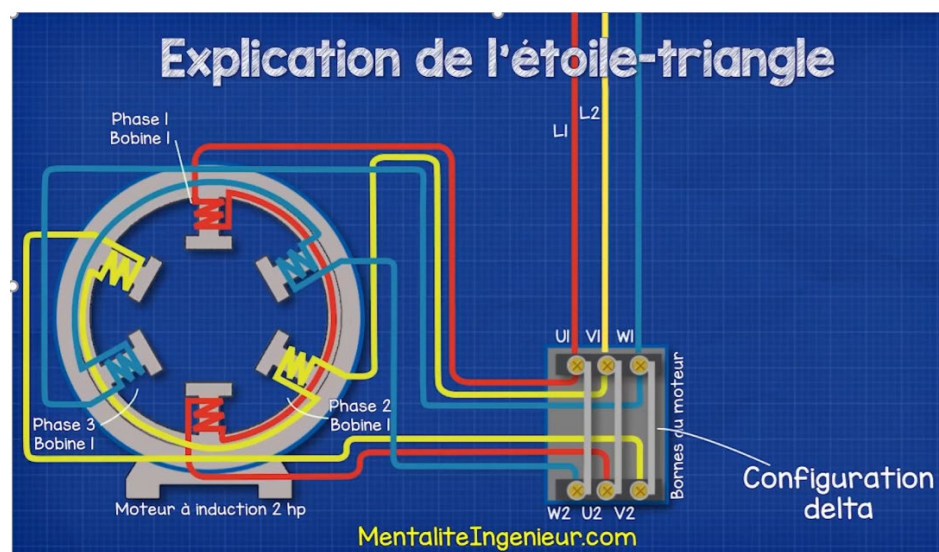 Explication de l'étoile-triangle
Phase 1
Bobine 1
L1
L2
U1 V1 W1
Bornes du moteur
Phase 3
Bobine 1
Phase 2
Bobine 1
Configuration
delta
Moteur à induction 2 hp
W2 U2 V2
MentaliteIngenieur.com